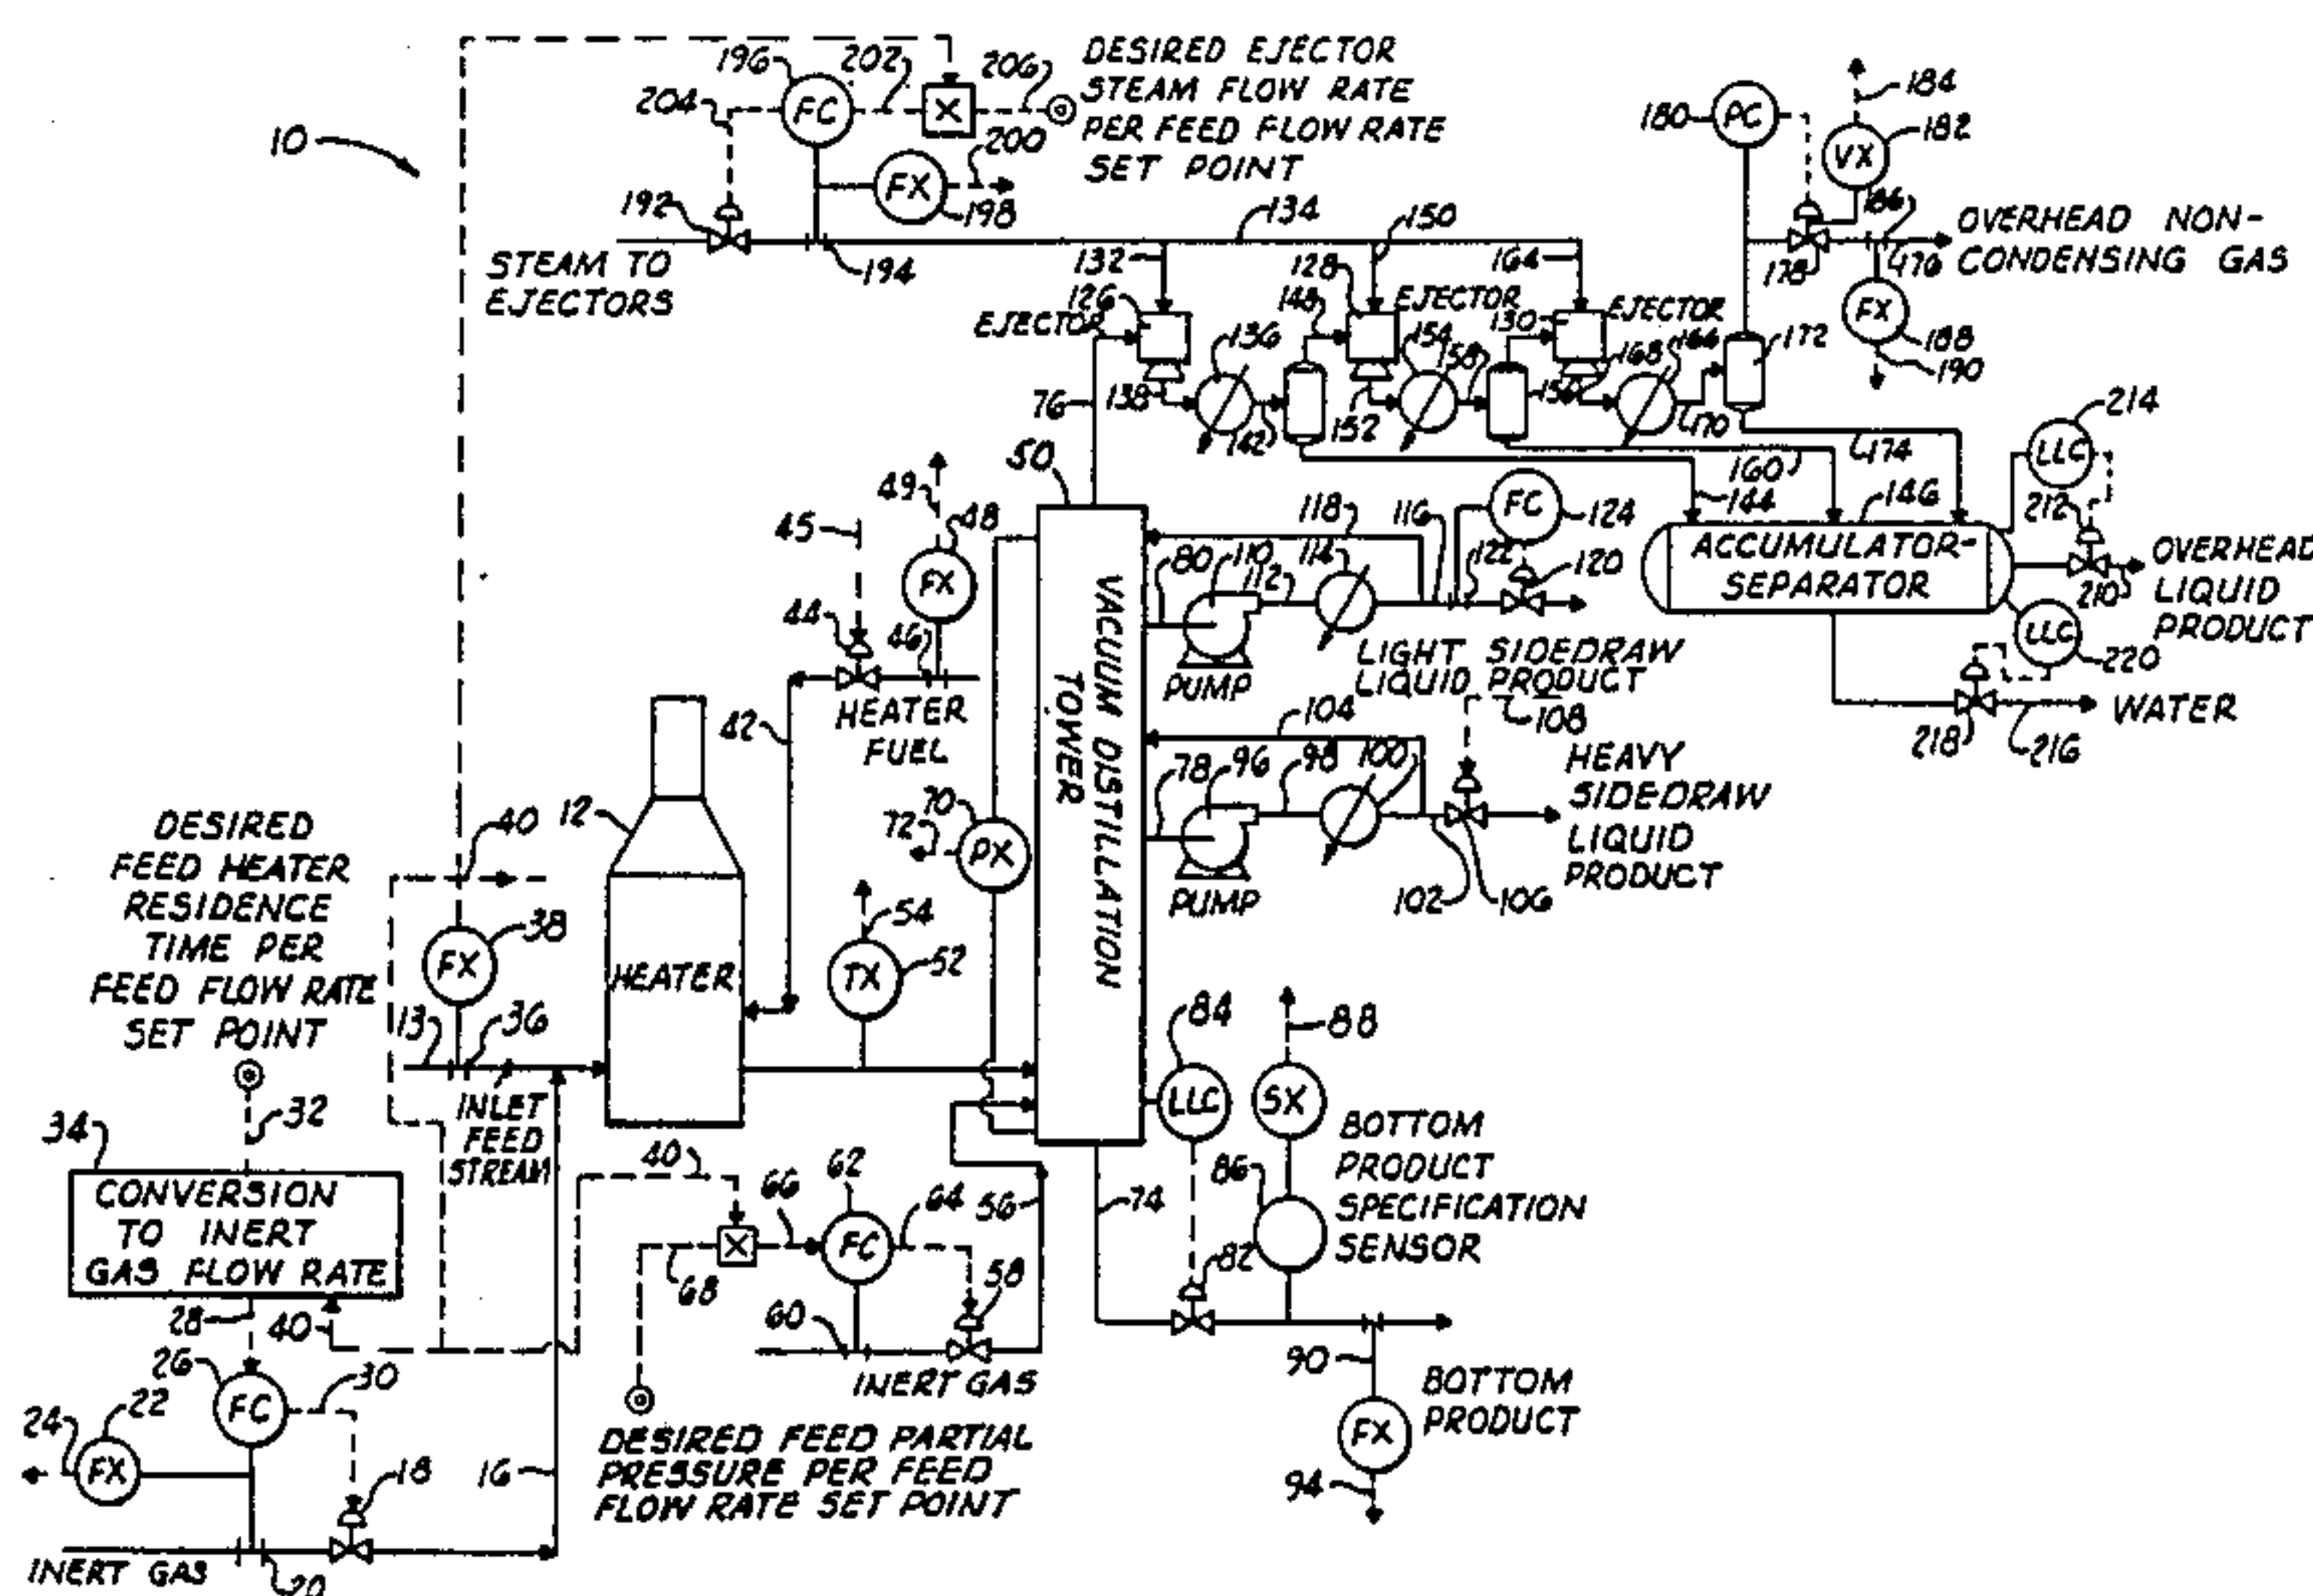 10
196
202
206
DESIRED EJECTOR
STEAM FLOW RATE
PER FEED FLOW RATE
SET POINT
204
FC
X
200
FX
198
192
STEAM TO
EJECTORS
194
134
150
132
128
164
126
EJECTOR
148
EJECTOR
130
EJECTOR
136
154
158
168
166
172
76
138
142
152
156
170
180
PC
184
182
VX
186
OVERHEAD NON-
CONDENSING GAS
178
176
FX
188
190
214
LLC
174
160
144
146
212
ACCUMULATOR-
SEPARATOR
OVERHEAD
LIQUID
PRODUCT
210
LLC
220
WATER
218
216
50
49
48
45
FX
44
46
HEATER
FUEL
42
118
116
FC
124
80
110
112
114
122
120
PUMP
LIGHT SIDEDRAW
LIQUID PRODUCT
VACUUM DISTILLATION
TOWER
104
108
78
96
98
100
HEAVY
SIDEDRAW
LIQUID
PRODUCT
PUMP
102
106
70
72
PX
12
HEATER
54
TX
52
40
38
FX
DESIRED
FEED HEATER
RESIDENCE
TIME PER
FEED FLOW RATE
SET POINT
13
36
INLET
FEED
STREAM
32
34
CONVERSION
TO INERT
GAS FLOW RATE
28
40
26
FC
30
22
24
FX
18
16
INERT GAS
20
40
62
66
64
56
X
FC
68
58
60
INERT GAS
DESIRED FEED PARTIAL
PRESSURE PER FEED
FLOW RATE SET POINT
84
88
LLC
SX
BOTTOM
PRODUCT
SPECIFICATION
SENSOR
86
74
82
90
BOTTOM
PRODUCT
FX
94